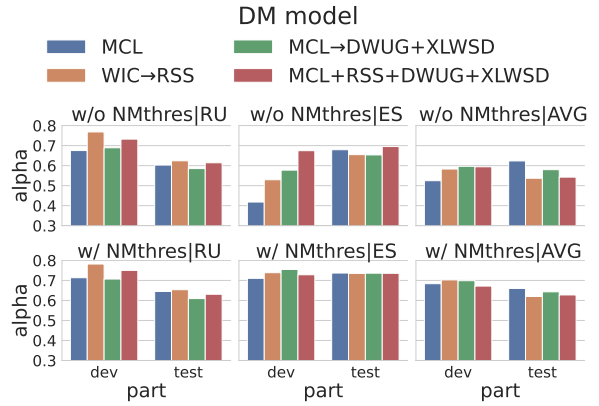 DM model
MCL
MCL→DWUG+XLWSD
WIC→RSS
MCL+RSS+DWUG+XLWSD
w/o NMthres|RU
w/o NMthres|ES
w/o NMthres|AVG
alpha
0.8
0.7
0.6
0.5
0.4
0.3
w/ NMthres|RU
w/ NMthres|ES
w/ NMthres|AVG
alpha
0.8
0.7
0.6
0.5
0.4
0.3
dev test
dev test
dev test
part
part
part